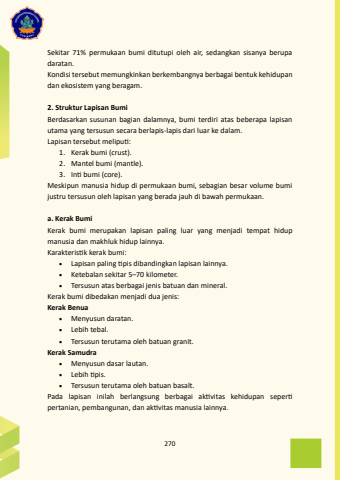 Sekitar 71% permukaan bumi ditutupi oleh air, sedangkan sisanya berupa
daratan.
Kondisi tersebut memungkinkan berkembangnya berbagai bentuk kehidupan
dan ekosistem yang beragam.
2. Struktur Lapisan Bumi
Berdasarkan susunan bagian dalamnya, bumi terdiri atas beberapa lapisan
utama yang tersusun secara berlapis-lapis dari luar ke dalam.
Lapisan tersebut meliputi:
1. Kerak bumi (crust).
2. Mantel bumi (mantle).
3. Inti bumi (core).
Meskipun manusia hidup di permukaan bumi, sebagian besar volume bumi
justru tersusun oleh lapisan yang berada jauh di bawah permukaan.
a. Kerak Bumi
Kerak bumi merupakan lapisan paling luar yang menjadi tempat hidup
manusia dan makhluk hidup lainnya.
Karakteristik kerak bumi:
• Lapisan paling tipis dibandingkan lapisan lainnya.
• Ketebalan sekitar 5–70 kilometer.
• Tersusun atas berbagai jenis batuan dan mineral.
Kerak bumi dibedakan menjadi dua jenis:
Kerak Benua
• Menyusun daratan.
• Lebih tebal.
• Tersusun terutama oleh batuan granit.
Kerak Samudra
• Menyusun dasar lautan.
• Lebih tipis.
• Tersusun terutama oleh batuan basalt.
Pada lapisan inilah berlangsung berbagai aktivitas kehidupan seperti
pertanian, pembangunan, dan aktivitas manusia lainnya.
270